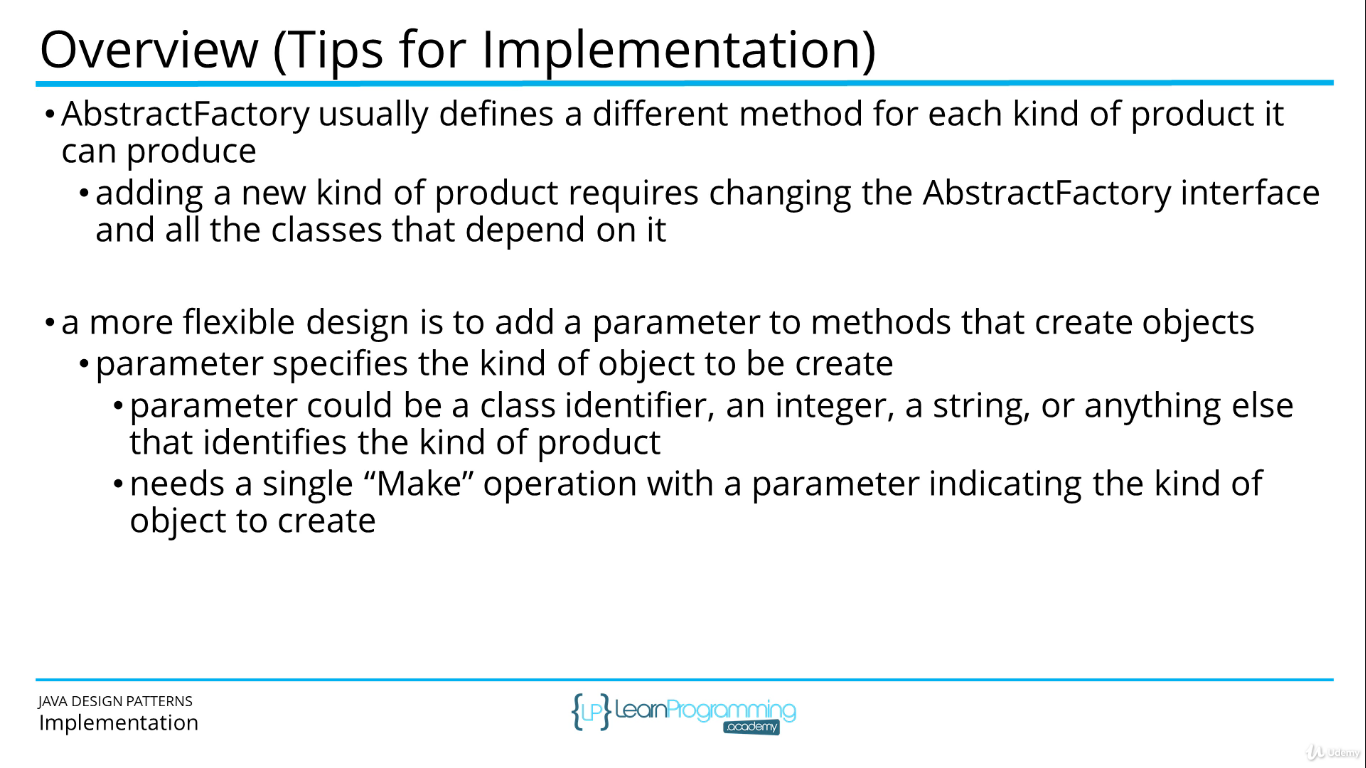 Overview (Tips for Implementation)
• AbstractFactory usually defines a different method for each kind of product it
can produce
• adding a new kind of product requires changing the AbstractFactory interface
and all the classes that depend on it
• a more flexible design is to add a parameter to methods that create objects
• parameter specifies the kind of object to be create
• parameter could be a class identifier, an integer, a string, or anything else
that identifies the kind of product
• needs a single “Make” operation with a parameter indicating the kind of
object to create
JAVA DESIGN PATTERNS
Implementation
{LP} LearnProgramming
.academy
Udemy